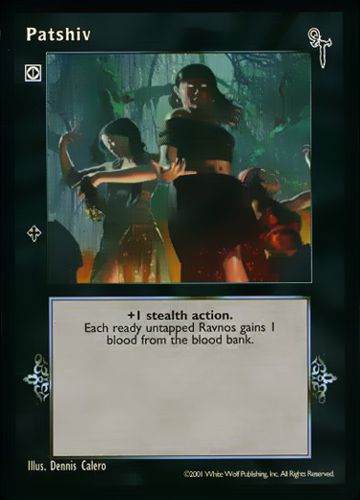 Patshiv
+1 stealth action.
Each ready untapped Ravnos gains 1
blood from the blood bank.
Illus. Dennis Calero
©2001 White Wolf Publishing, Inc. All Rights Reserved.